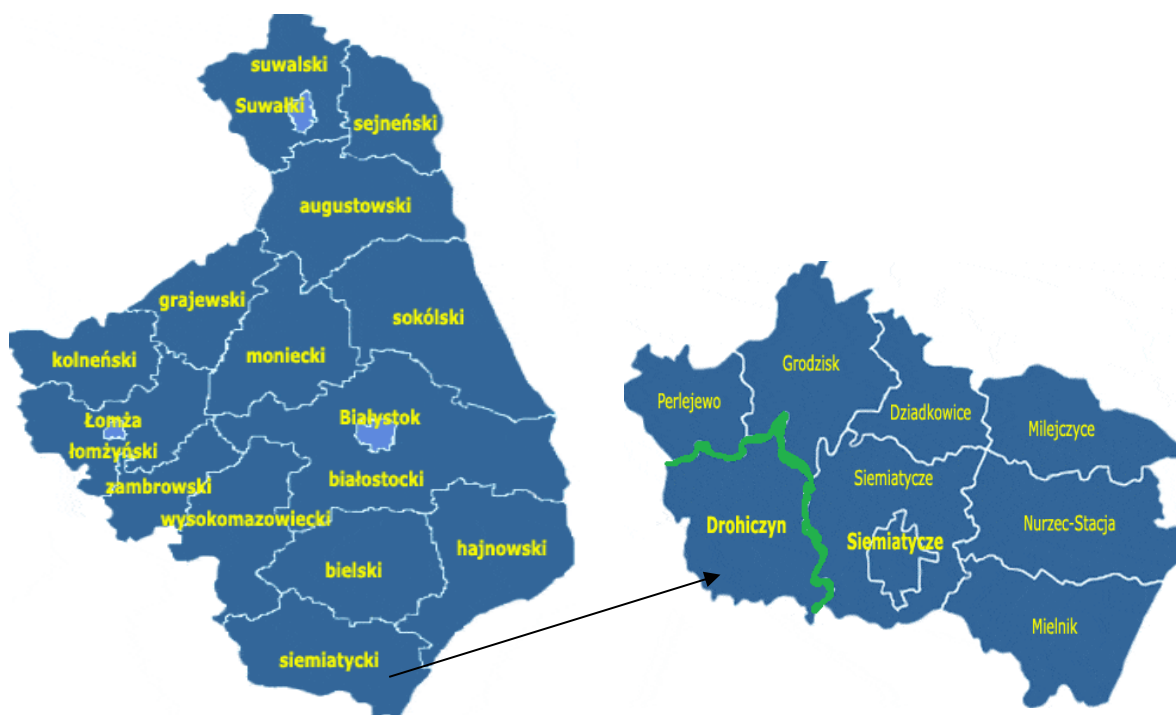 suwalski
Suwałki
sejneński
augustowski
grajewski
sokólski
kolneński
moniecki
Łomża
Białystok
łomżyński
zambrowski
białostocki
wysokomazowiecki
hajnowski
bielski
siemiatycki
Grodzisk
Perlejewo
Dziadkowice
Milejczyce
Siemiatycze
Drohiczyn
Nurzec-Stacja
Siemiatycze
Mielnik